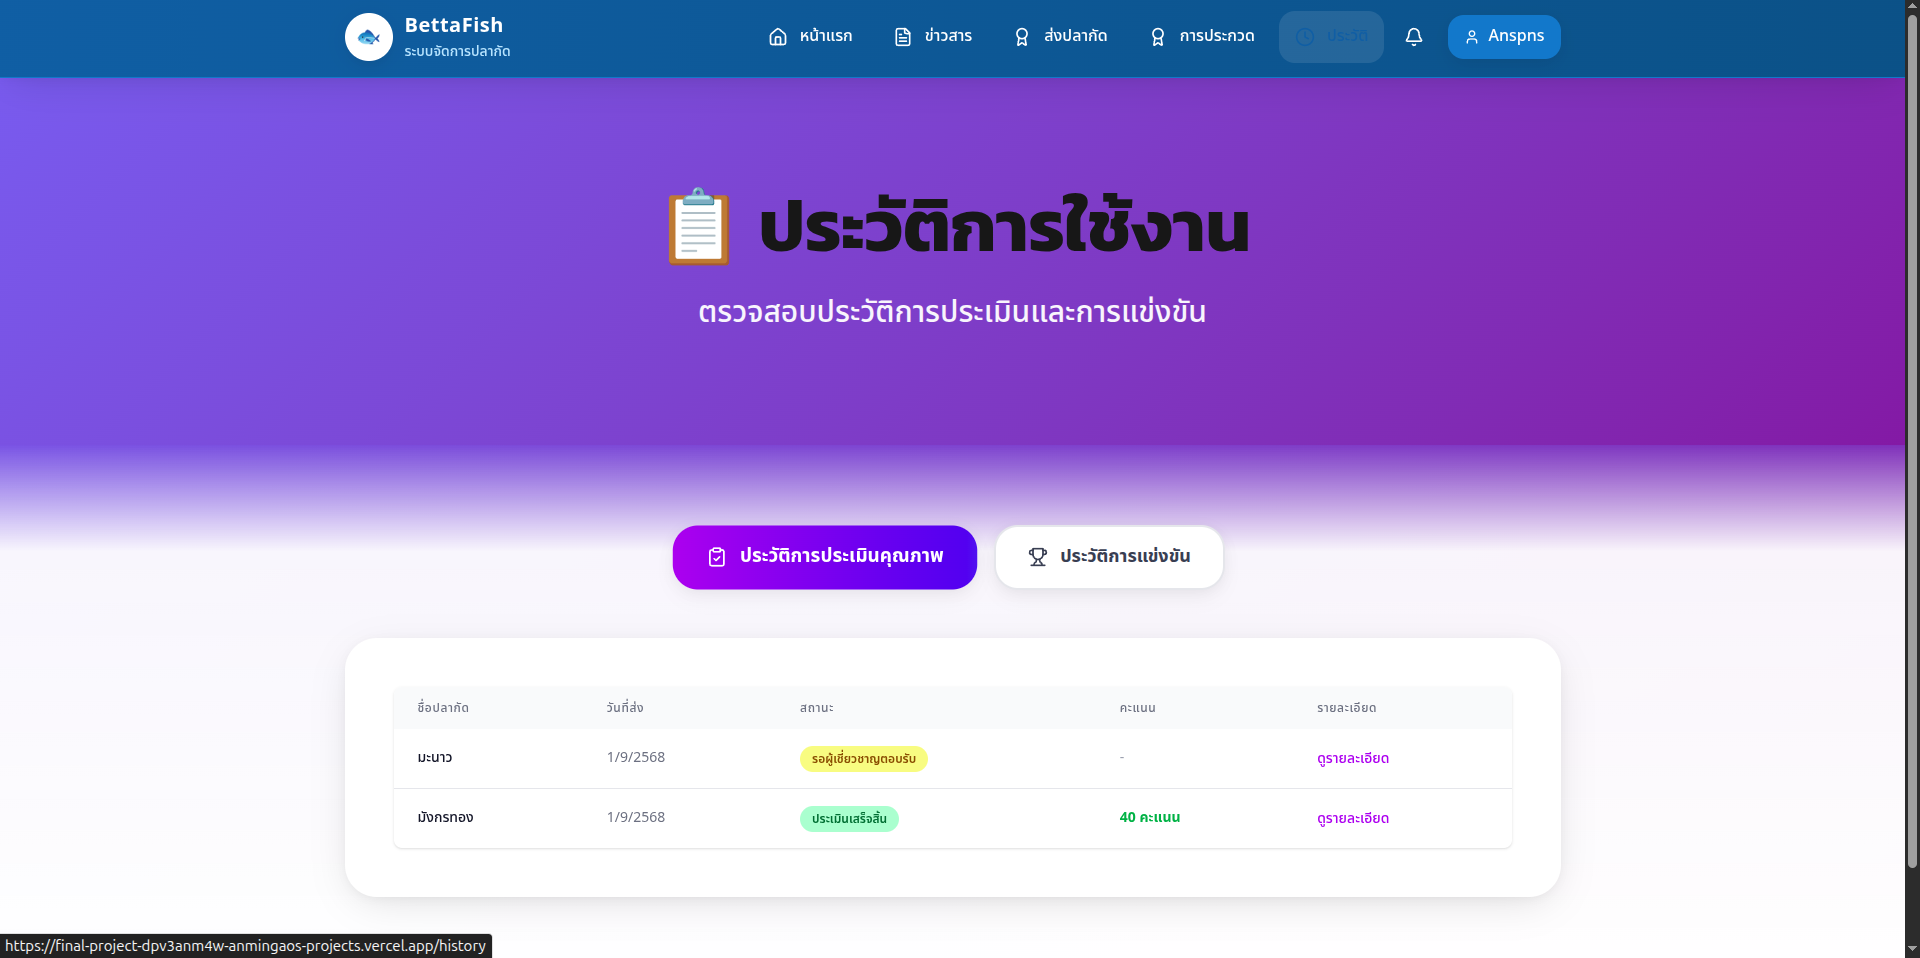 BettaFish
ระบบจัดการปลากัด
หน้าแรก
ข่าวสาร
ส่งปลากัด
การประกวด
ประวัติ
Anspns
ประวัติการใช้งาน
ตรวจสอบประวัติการประเมินและการแข่งขัน
ประวัติการประเมินคุณภาพ
ประวัติการแข่งขัน
ชื่อปลากัด วันที่ส่ง สถานะ คะแนน รายละเอียด
มะนาว 1/9/2568 รอผู้เชี่ยวชาญตอบรับ - ดูรายละเอียด
มังกรทอง 1/9/2568 ประเมินเสร็จสิ้น 40 คะแนน ดูรายละเอียด
https://final-project-dpv3anm4w-anmingaos-projects.vercel.app/history